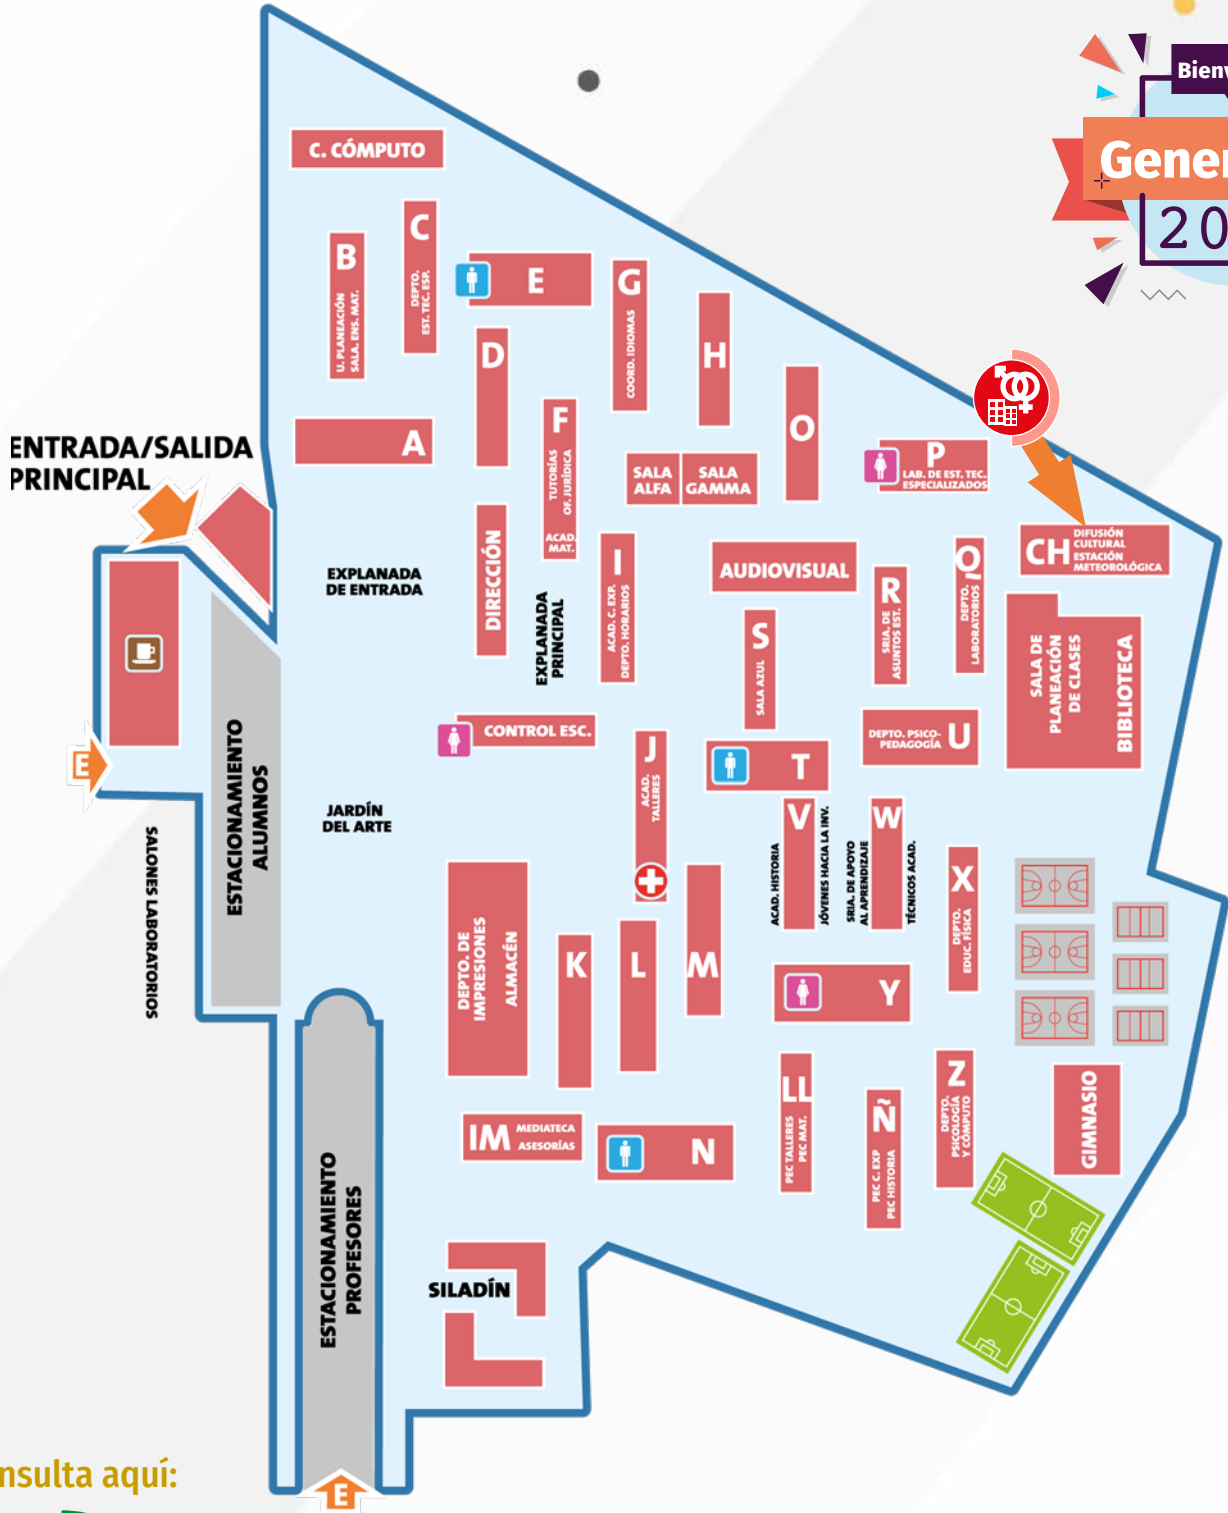 Bienv
Gener
20
C. CÓMPUTO
B
U. PLANEACIÓN
SALA. ENS. MAT.
C
DEPTO.
EST. TEC. ESP.
E
G
COORD. IDIOMAS
D
H
F
TUTORÍAS
OF. JURÍDICA
ACAD.
MAT.
O
A
ENTRADA/SALIDA
PRINCIPAL
SALA
ALFA
SALA
GAMMA
P
LAB. DE EST. TEC.
ESPECIALIZADOS
CH
DIFUSIÓN
CULTURAL
ESTACIÓN
METEOROLÓGICA
EXPLANADA
DE ENTRADA
DIRECCIÓN
EXPLANADA
PRINCIPAL
I
ACAD. C. EXP.
DEPTO. HORARIOS
AUDIOVISUAL
R
SRIA. DE
ASUNTOS EST.
Q
DEPTO.
LABORATORIOS
S
SALA AZUL
SALA DE
PLANEACIÓN
DE CLASES
BIBLIOTECA
CONTROL ESC.
J
ACAD.
TALLERES
T
DEPTO. PSICO-
PEDAGOGÍA
U
E
ESTACIONAMIENTO
ALUMNOS
SALONES LABORATORIOS
JARDÍN
DEL ARTE
V
ACAD. HISTORIA
JÓVENES HACIA LA INV.
W
SRIA. DE APOYO
AL APRENDIZAJE
TÉCNICOS ACAD.
X
DEPTO.
EDUC. FÍSICA
DEPTO. DE
IMPRESIONES
ALMACÉN
K
L
M
Y
LL
PEC TALLERES
PEC MAT.
Ñ
PEC C. EXP
PEC HISTORIA
Z
DEPTO.
PSICOLOGÍA
Y CÓMPUTO
GIMNASIO
IM
MEDIATECA
ASESORÍAS
N
ESTACIONAMIENTO
PROFESORES
SILADÍN
nsulta aquí:
E